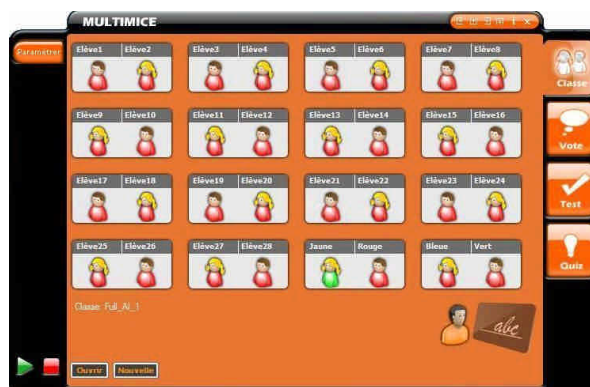 MULTIMICE
Paramétrer
Elève1 Elève2 Elève3 Elève4 Elève5 Elève6 Elève7 Elève8
Classe
Elève9 Elève10 Elève11 Elève12 Elève13 Elève14 Elève15 Elève16
Vote
Elève17 Elève18 Elève19 Elève20 Elève21 Elève22 Elève23 Elève24
Test
Elève25 Elève26 Elève27 Elève28 Jaune Rouge Bleue Vert
Quiz
Classe: Full_Al_1
abc
Ouvrir Nouvelle